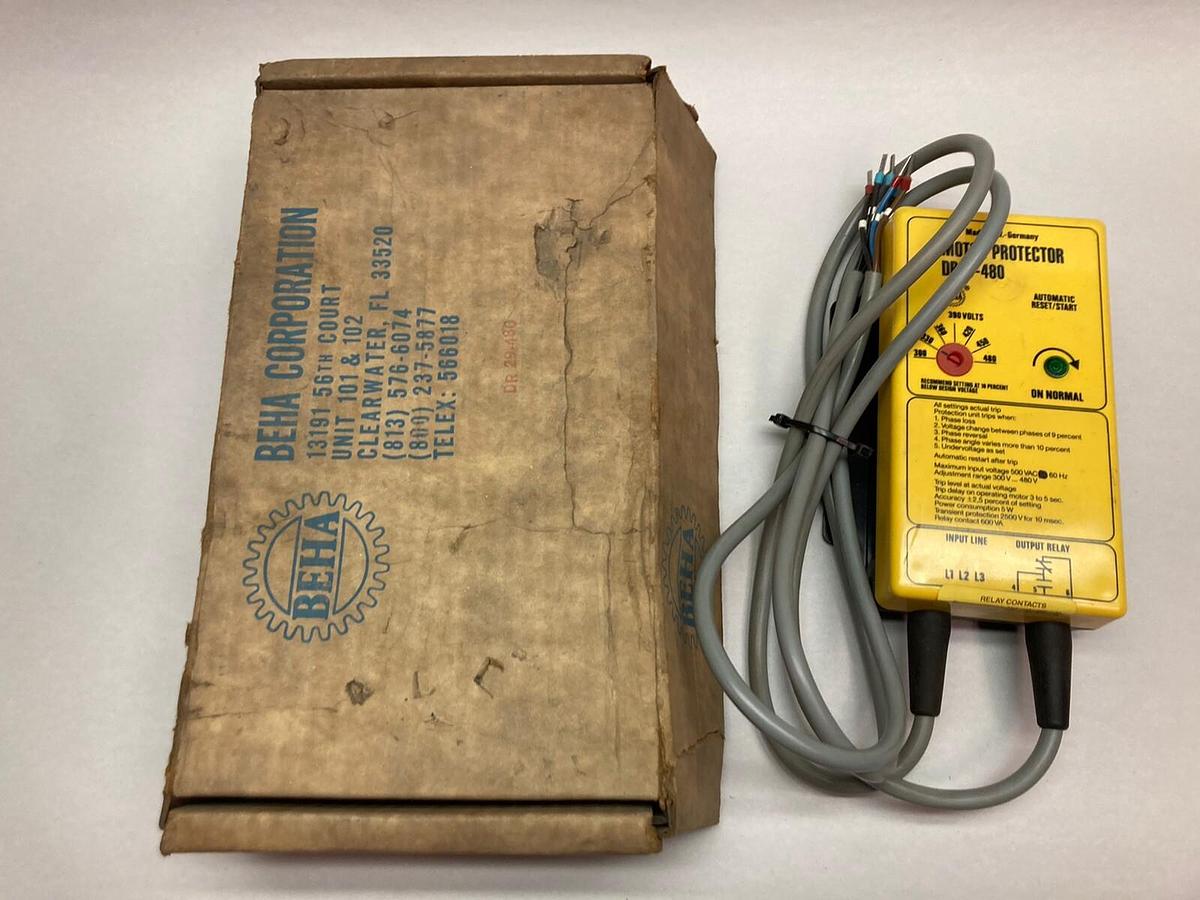 BEHA CORPORATION
13191 56TH COURT
UNIT 101 & 102
CLEARWATER, FL 33520
(813) 576-6074
(800) 237-5877
TELEX: 566018
DR 29
BEHA
BEHA
Germany
PROTECTOR
-480
AUTOMATIC
RESET/START
390 VOLTS
360
420
330
450
300
480
RECOMMEND SETTING AT 10 PERCENT
BELOW DESIGN VOLTAGE
ON NORMAL
All settings actual trip
Protection unit trips when:
1. Phase loss
2. Voltage change between phases of 9 percent
3. Phase reversal
4. Phase angle varies more than 10 percent
5. Undervoltage as set
Automatic restart after trip
Maximum input voltage 500 VAC 60 Hz
Adjustment range 300 V ... 480 V
Trip level at actual voltage
Trip delay on operating motor 3 to 5 sec.
Accuracy ±2,5 percent of setting
Power consumption 5 W
Transient protection 2500 V for 10 msec.
Relay contact 600 VA
INPUT LINE
OUTPUT RELAY
L1 L2 L3
4
RELAY CONTACTS